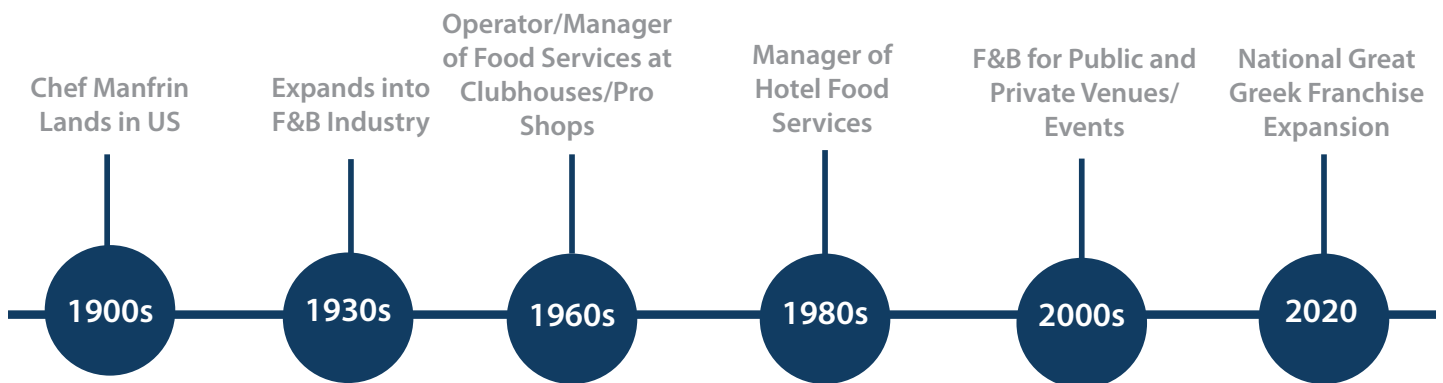 Chef Manfrin
Lands in US
Expands into
F&B Industry
Operator/Manager
of Food Services at
Clubhouses/Pro
Shops
Manager of
Hotel Food
Services
F&B for Public and
Private Venues/
Events
National Great
Greek Franchise
Expansion
1900s
1930s
1960s
1980s
2000s
2020